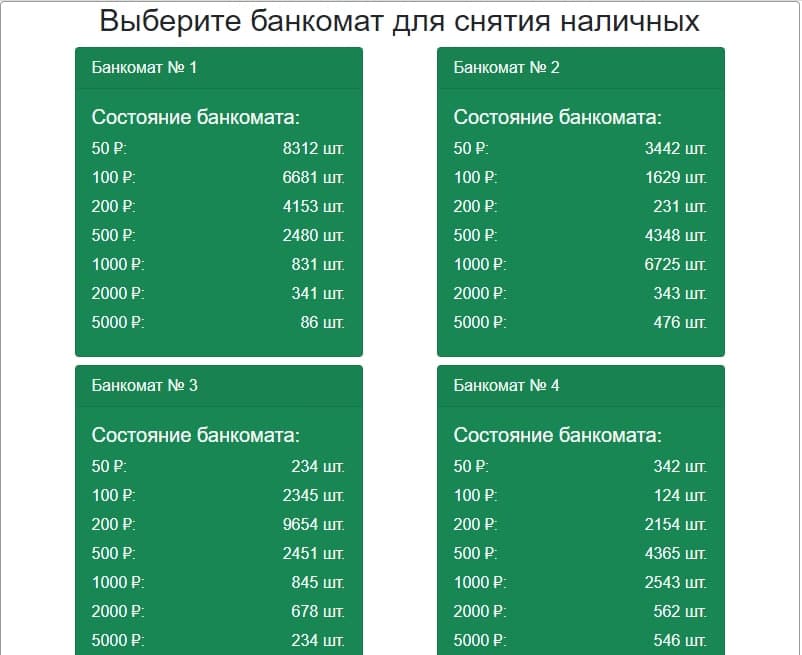 Выберите банкомат для снятия наличных
Банкомат № 1
Состояние банкомата:
50 ₽: 8312 шт.
100 ₽: 6681 шт.
200 ₽: 4153 шт.
500 ₽: 2480 шт.
1000 ₽: 831 шт.
2000 ₽: 341 шт.
5000 ₽: 86 шт.
Банкомат № 2
Состояние банкомата:
50 ₽: 3442 шт.
100 ₽: 1629 шт.
200 ₽: 231 шт.
500 ₽: 4348 шт.
1000 ₽: 6725 шт.
2000 ₽: 343 шт.
5000 ₽: 476 шт.
Банкомат № 3
Состояние банкомата:
50 ₽: 234 шт.
100 ₽: 2345 шт.
200 ₽: 9654 шт.
500 ₽: 2451 шт.
1000 ₽: 845 шт.
2000 ₽: 678 шт.
5000 ₽: 234 шт.
Банкомат № 4
Состояние банкомата:
50 ₽: 342 шт.
100 ₽: 124 шт.
200 ₽: 2154 шт.
500 ₽: 4365 шт.
1000 ₽: 2543 шт.
2000 ₽: 562 шт.
5000 ₽: 546 шт.